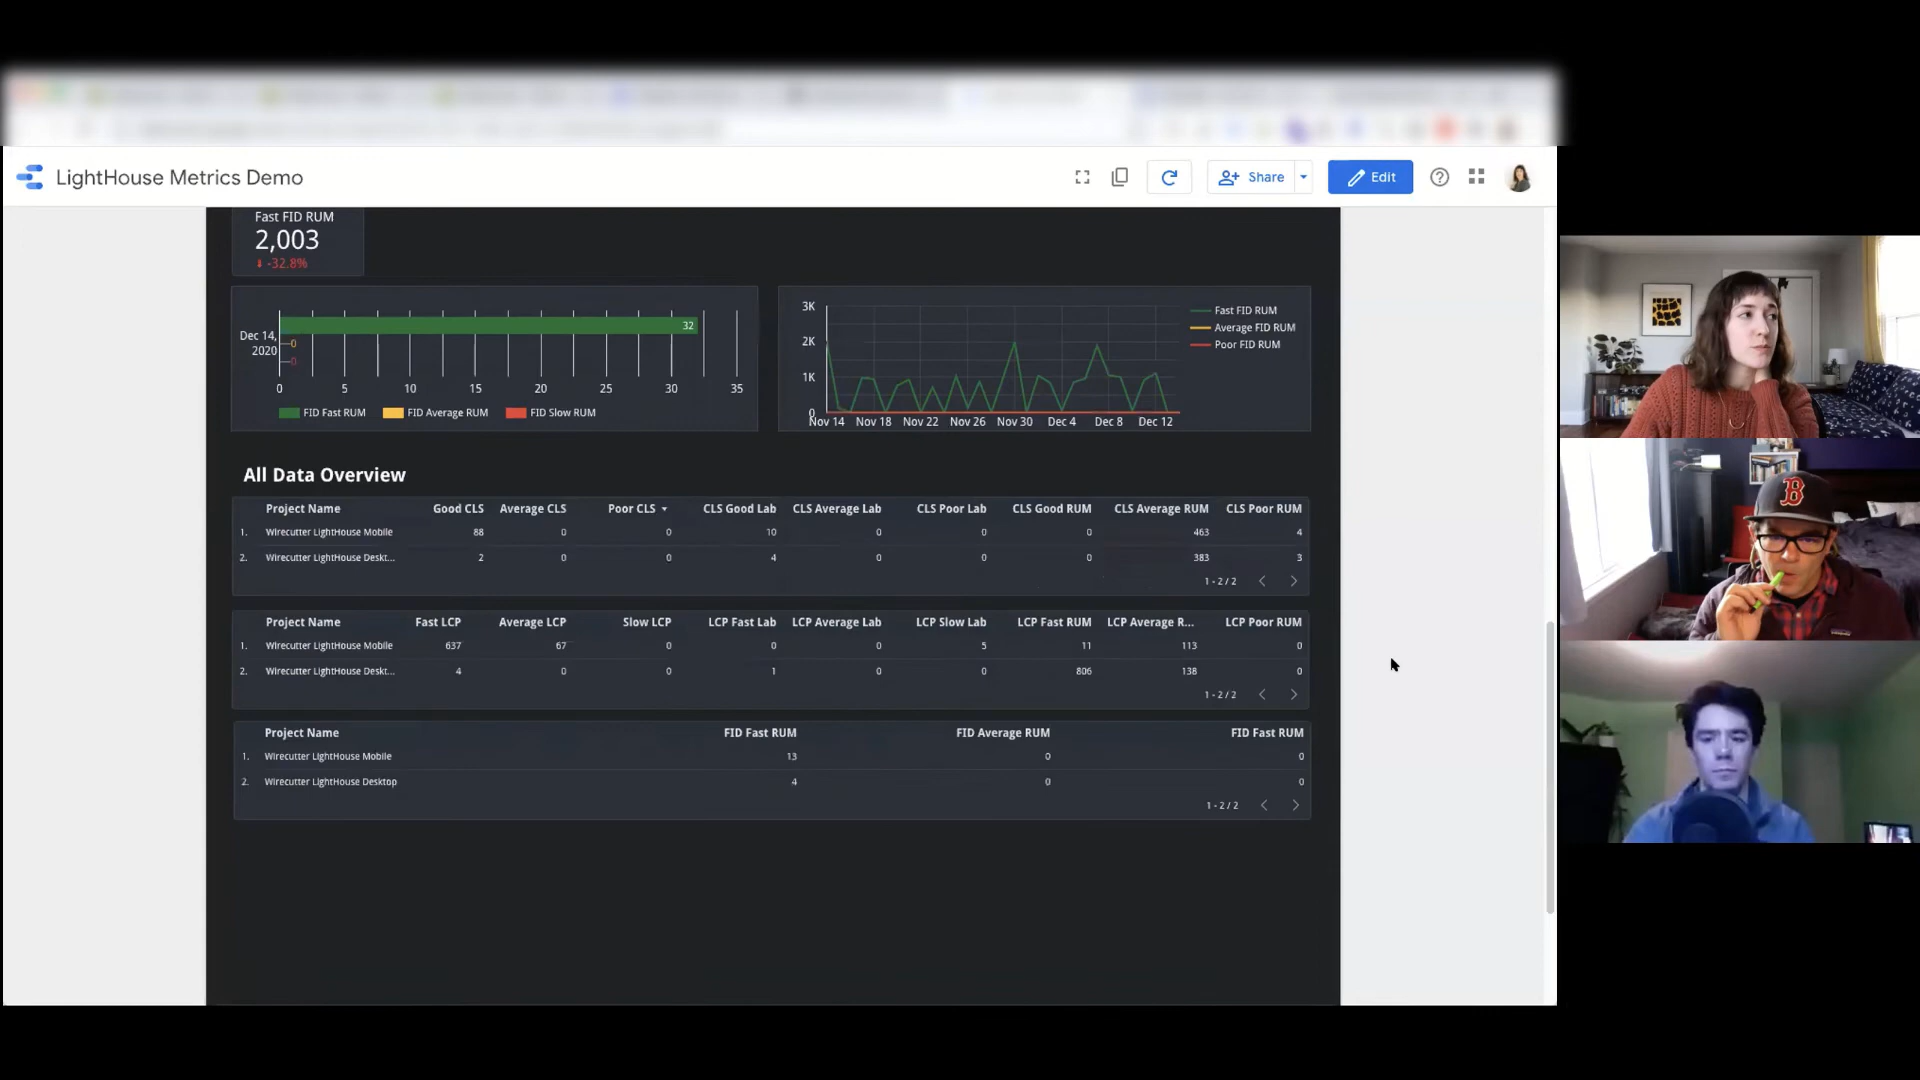 LightHouse Metrics Demo
Share
Edit
Fast FID RUM
2,003
-32.8%
Dec 14,
2020
32
0
0
0 5 10 15 20 25 30 35
FID Fast RUM FID Average RUM FID Slow RUM
3K
2K
1K
0
Nov 14 Nov 18 Nov 22 Nov 26 Nov 30 Dec 4 Dec 8 Dec 12
Fast FID RUM
Average FID RUM
Poor FID RUM
All Data Overview
Project Name Good CLS Average CLS Poor CLS CLS Good Lab CLS Average Lab CLS Poor Lab CLS Good RUM CLS Average RUM CLS Poor RUM
1. Wirecutter LightHouse Mobile 88 0 0 10 0 0 0 463 4
2. Wirecutter LightHouse Deskt... 2 0 0 4 0 0 0 383 3
1 - 2 / 2
Project Name Fast LCP Average LCP Slow LCP LCP Fast Lab LCP Average Lab LCP Slow Lab LCP Fast RUM LCP Average R... LCP Poor RUM
1. Wirecutter LightHouse Mobile 637 67 0 0 0 5 11 113 0
2. Wirecutter LightHouse Deskt... 4 0 0 1 0 0 806 138 0
1 - 2 / 2
Project Name FID Fast RUM FID Average RUM FID Fast RUM
1. Wirecutter LightHouse Mobile 13 0 0
2. Wirecutter LightHouse Desktop 4 0 0
1 - 2 / 2
B